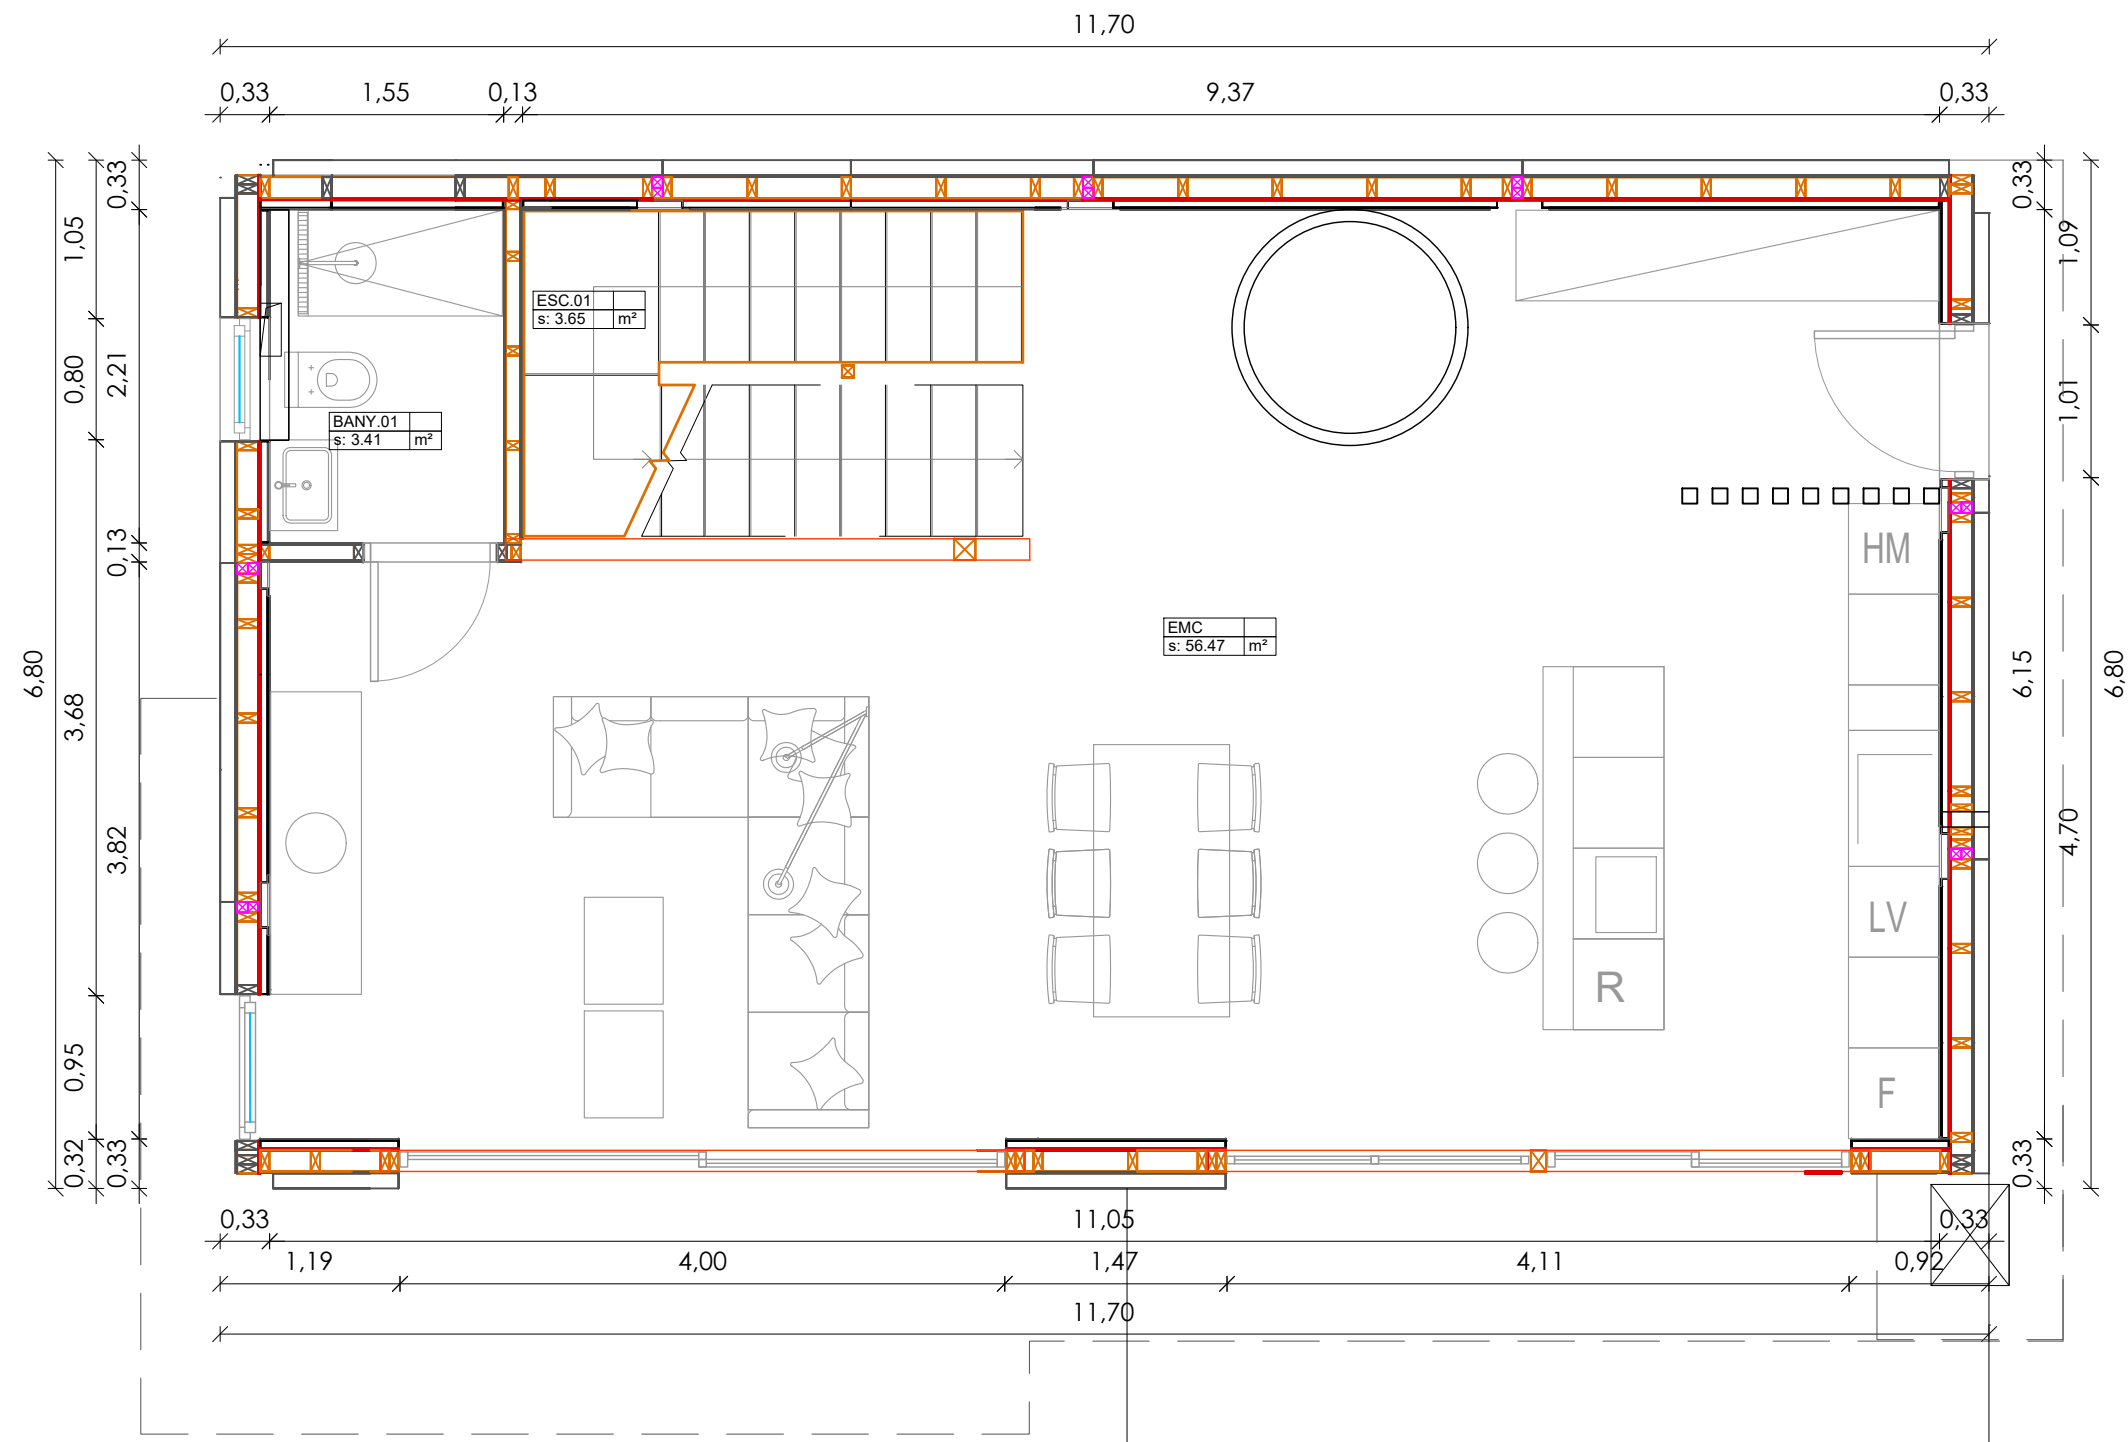 11,70
0,33 1,55 0,13 9,37 0,33
0,33
1,05
0,80
2,21
0,13
6,80
3,68
3,82
0,95
0,32
0,33
ESC.01
s: 3.65 m²
BANY.01
s: 3.41 m²
EMC
s: 56.47 m²
HM
LV
R
F
0,33
1,09
1,01
6,15
6,80
4,70
0,33
0,33 11,05 0,33
1,19 4,00 1,47 4,11 0,92
11,70